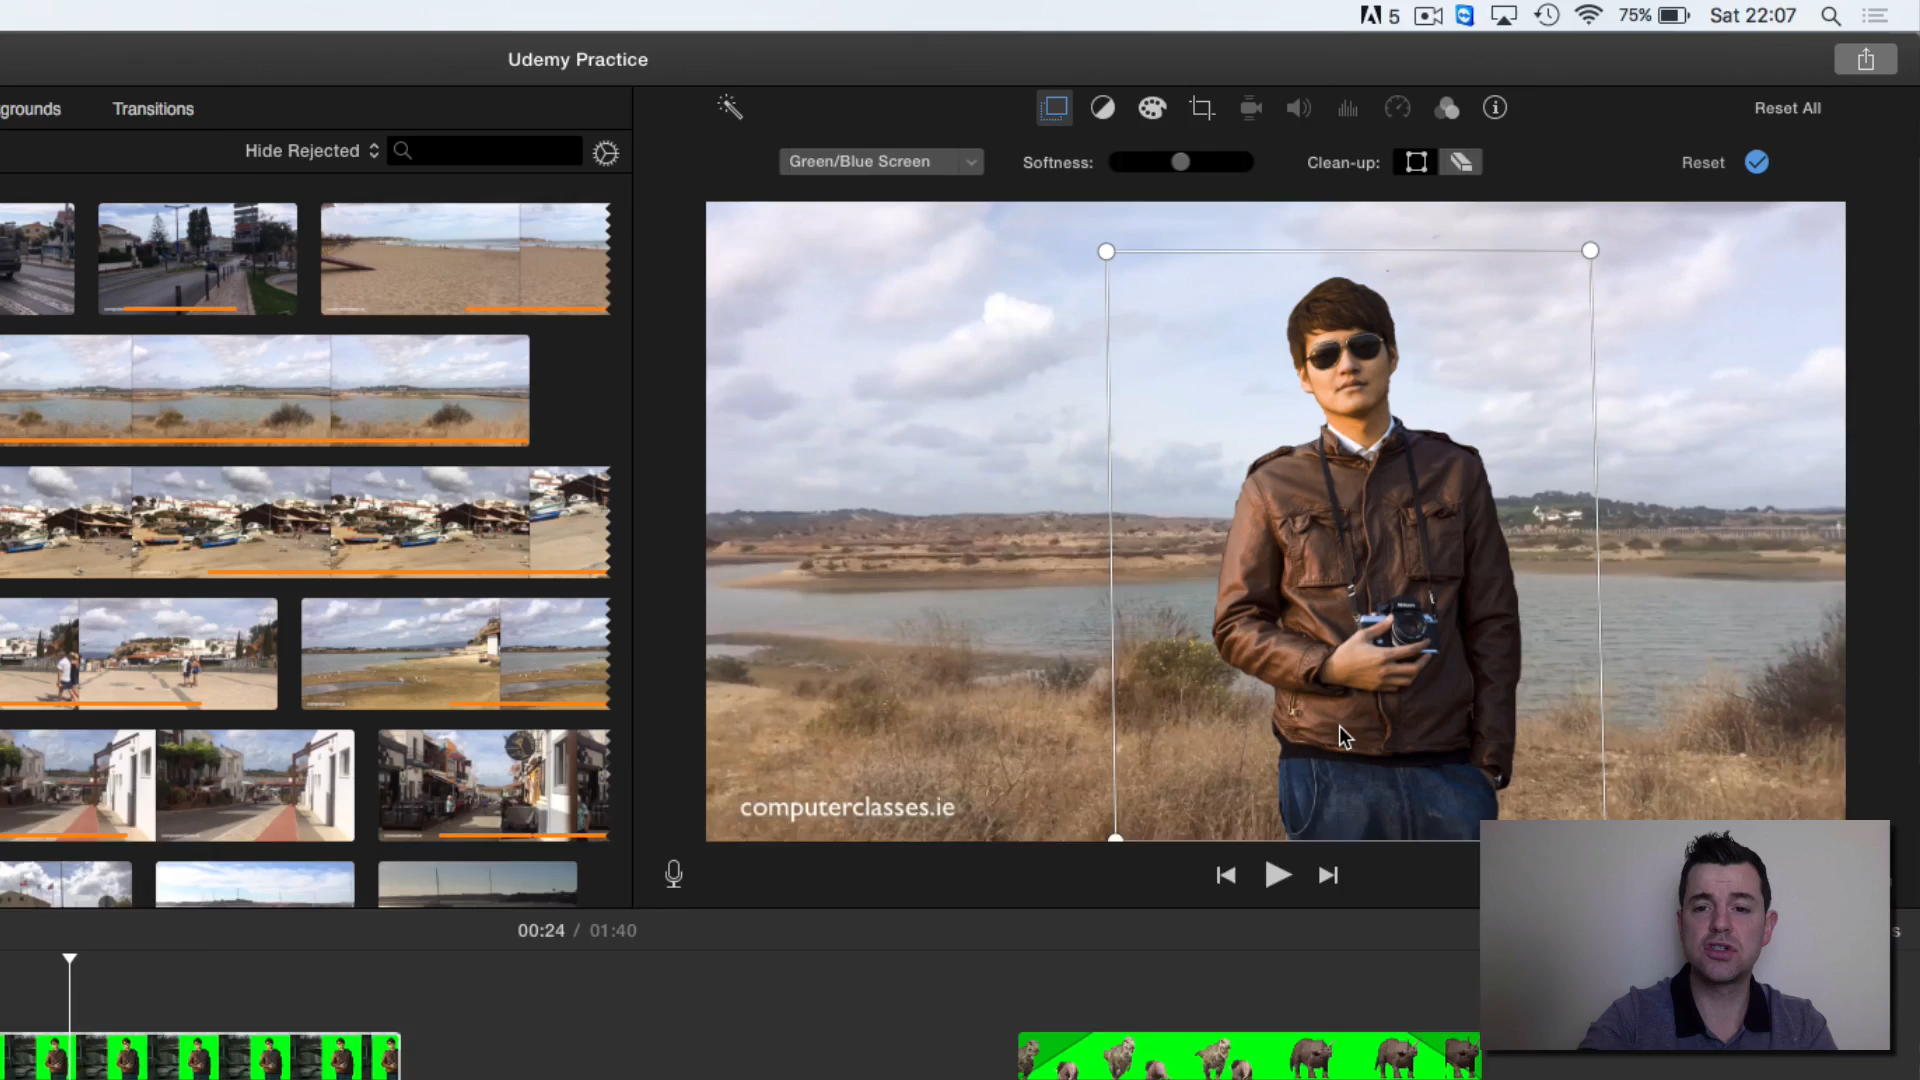 5
75%
Sat 22:07
Udemy Practice
grounds
Transitions
Reset All
Hide Rejected
Green/Blue Screen
Softness:
Clean-up:
Reset
computerclasses.ie
00:24 / 01:40
s